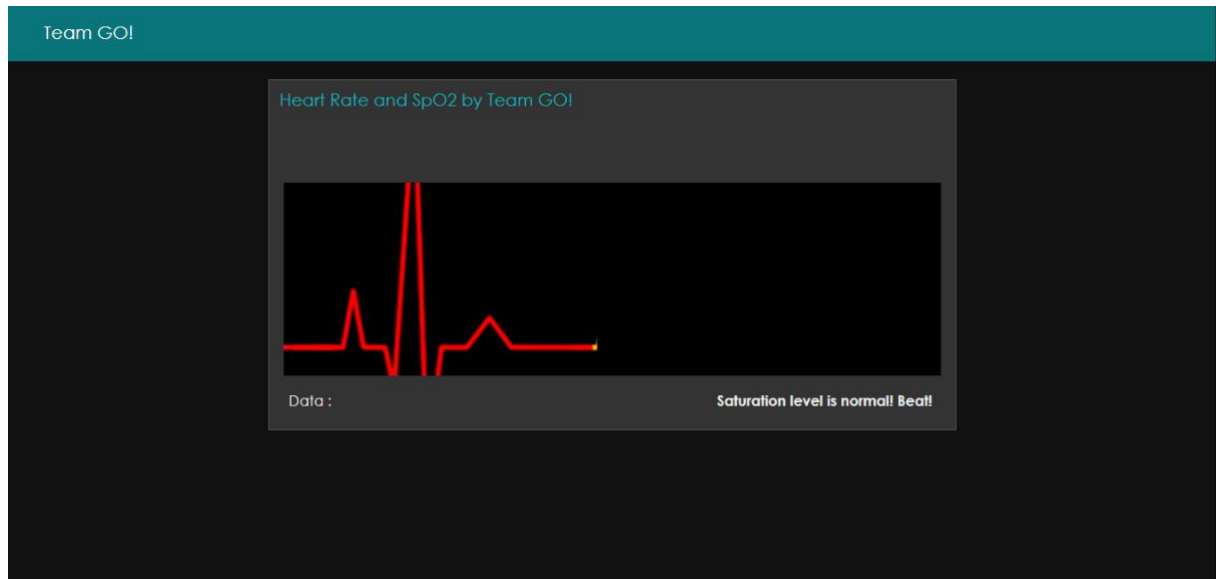 Team GO!
Heart Rate and SpO2 by Team GO!
Data : Saturation level is normal! Beat!